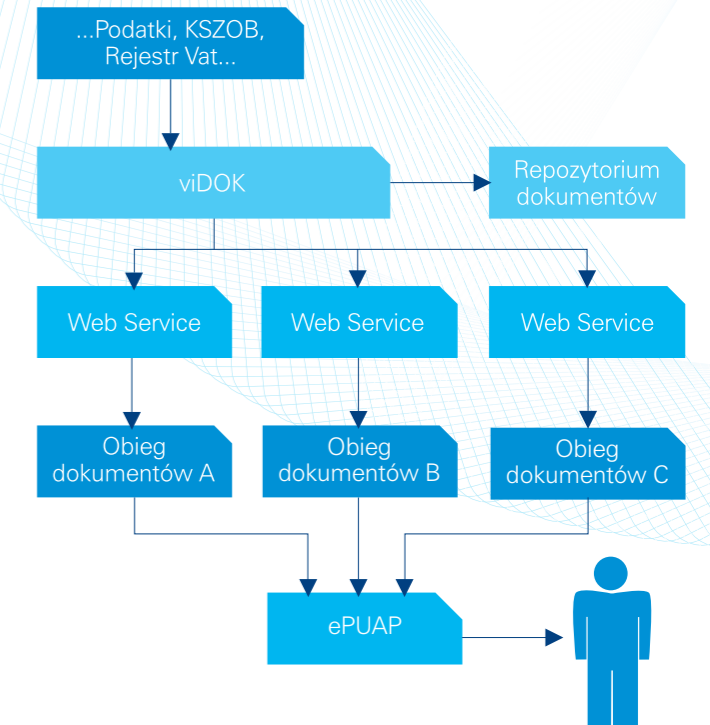 ...Podatki, KSZOB,
Rejestr Vat...
viDOK
Repozytorium
dokumentów
Web Service
Web Service
Web Service
Obieg
dokumentów A
Obieg
dokumentów B
Obieg
dokumentów C
ePUAP